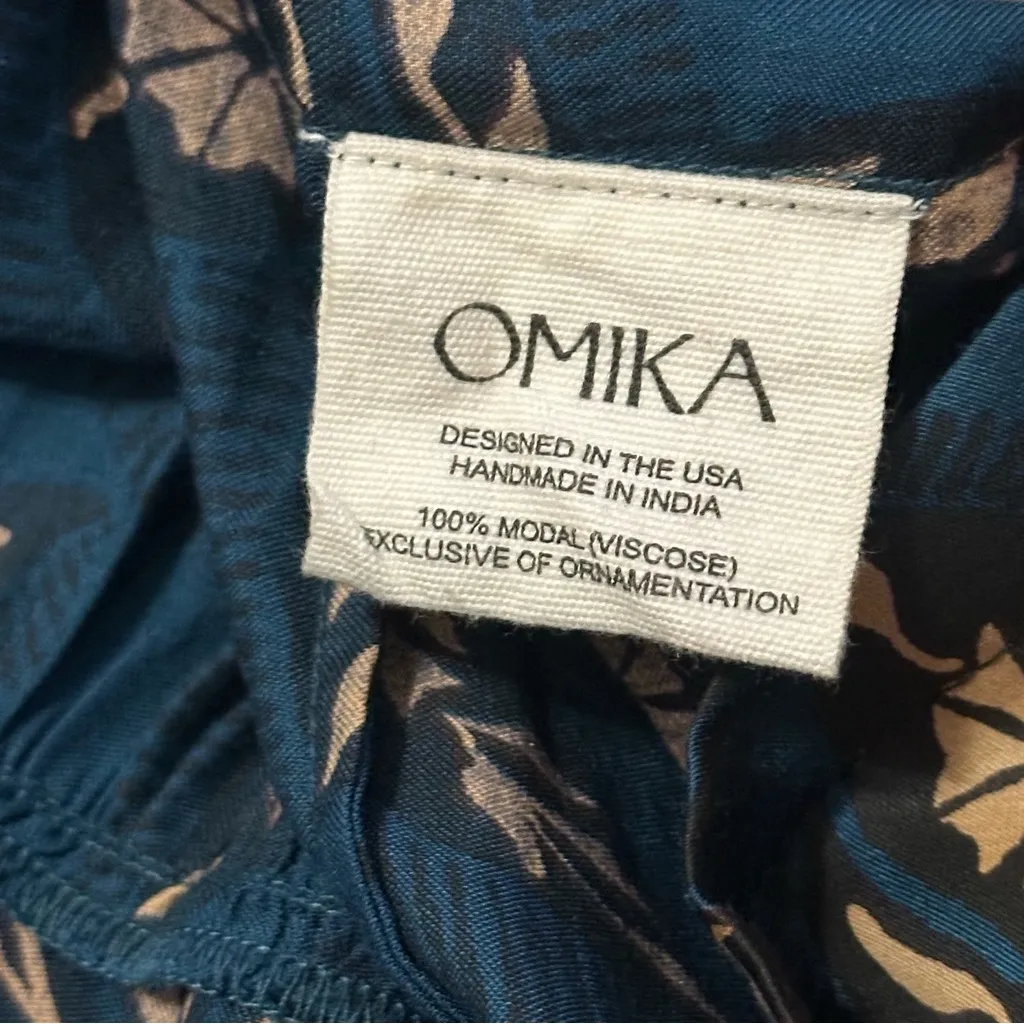 OMIKA
DESIGNED IN THE USA
HANDMADE IN INDIA
100% MODAL (VISCOSE)
EXCLUSIVE OF ORNAMENTATION